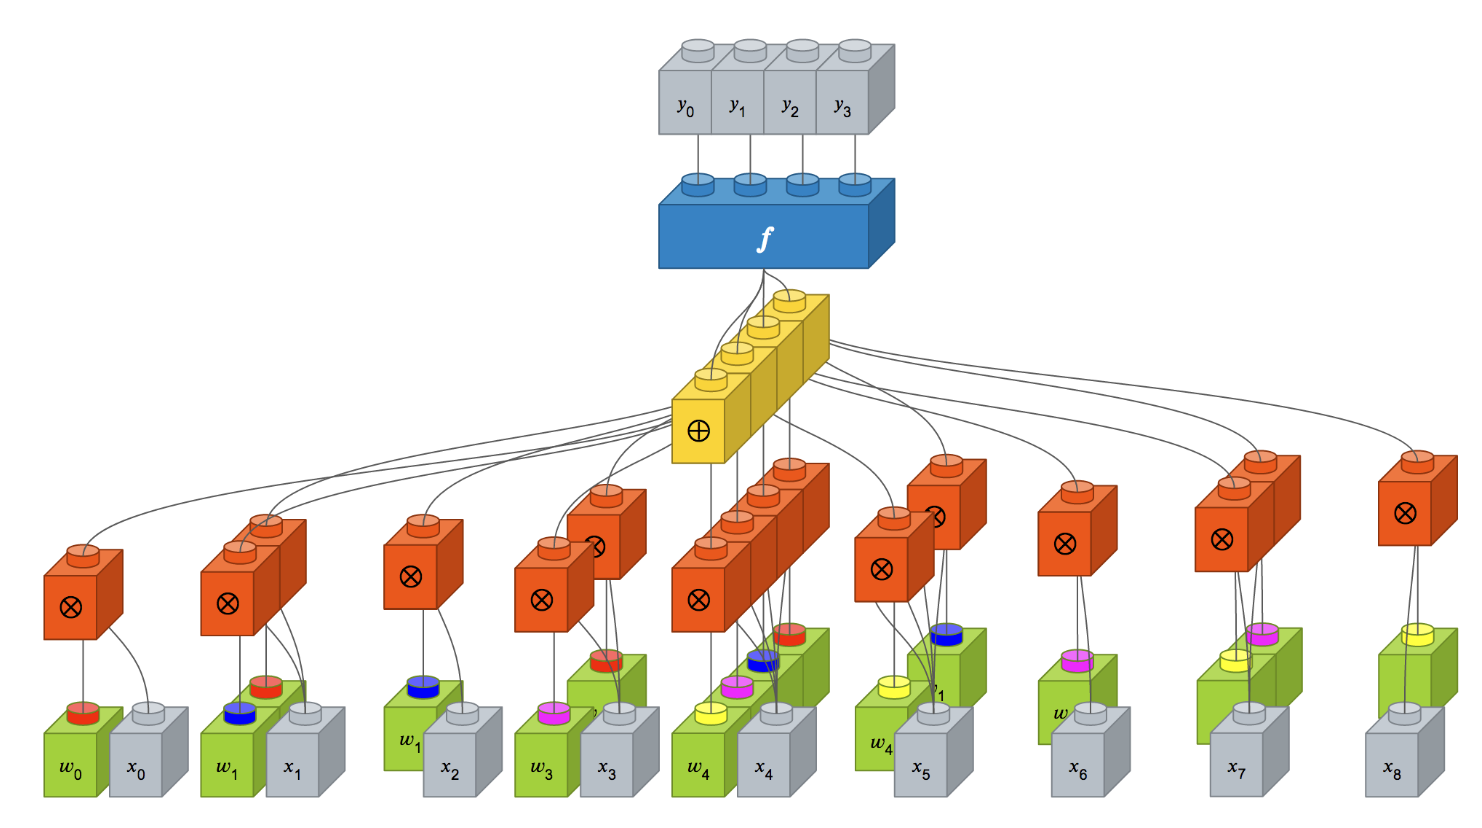 y0 y1 y2 y3
f
⊕
⊗ ⊗ ⊗ ⊗ ⊗ ⊗ ⊗ ⊗ ⊗ ⊗ ⊗
w0 x0 w1 x1 w1 x2 w3 x3 w4 x4 w4 x5 w x6 x7 x8